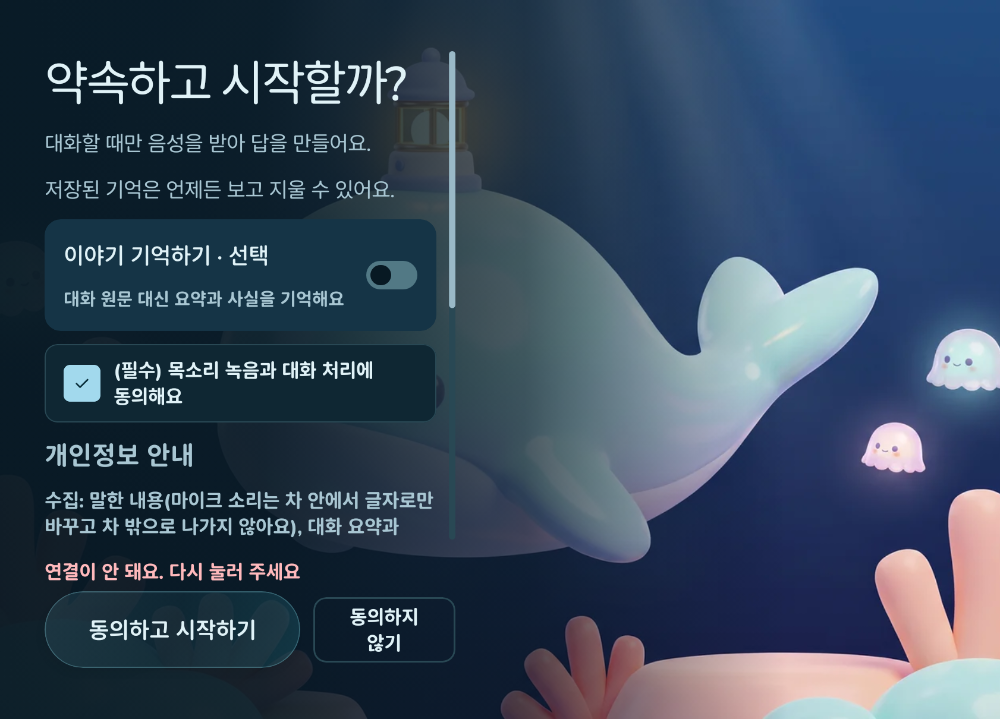 약속하고 시작할까?
대화할 때만 음성을 받아 답을 만들어요.
저장된 기억은 언제든 보고 지울 수 있어요.
이야기 기억하기 · 선택
대화 원문 대신 요약과 사실을 기억해요
(필수) 목소리 녹음과 대화 처리에
동의해요
개인정보 안내
수집: 말한 내용(마이크 소리는 차 안에서 글자로만
바꾸고 차 밖으로 나가지 않아요), 대화 요약과
연결이 안 돼요. 다시 눌러 주세요
동의하고 시작하기
동의하지
않기